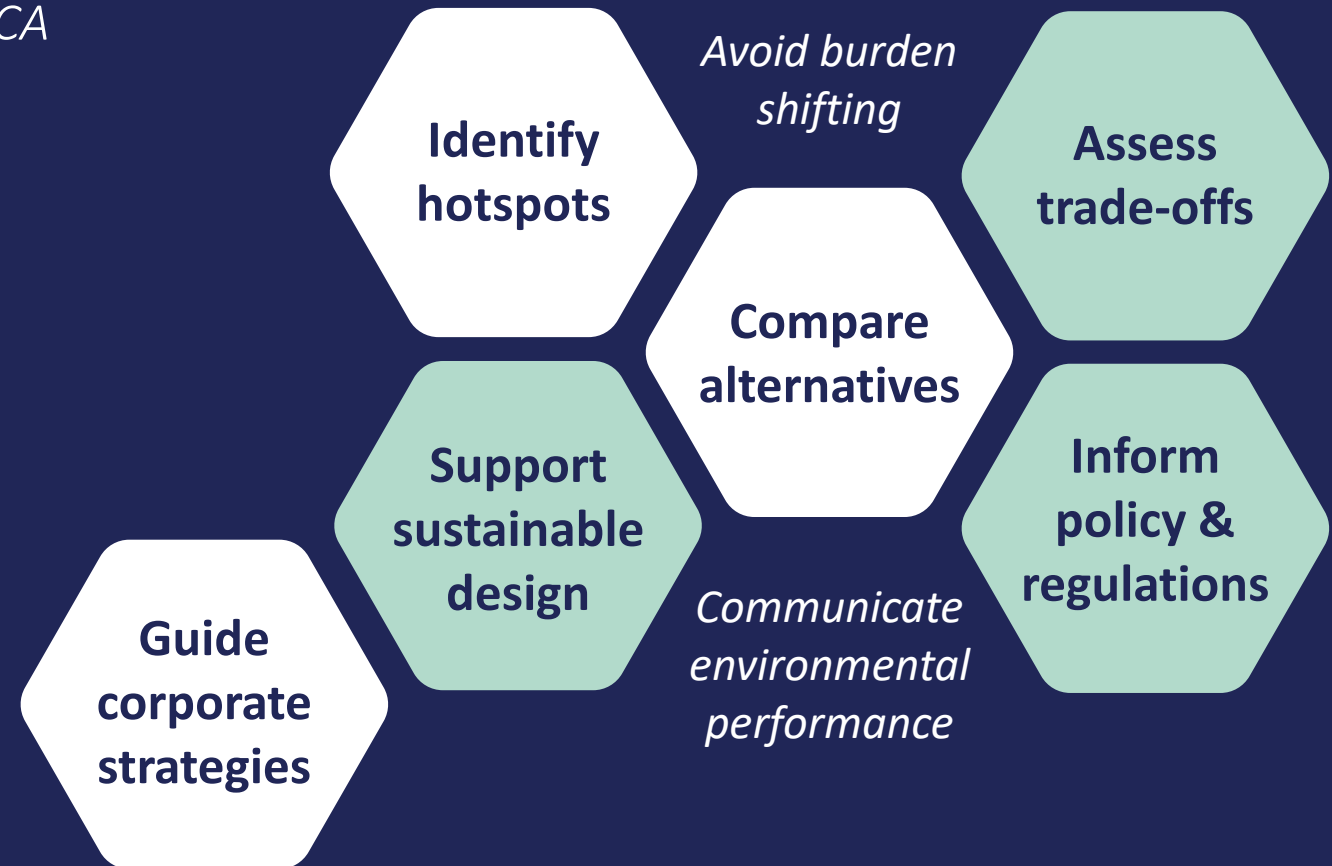 CA
Identify
hotspots
Avoid burden
shifting
Assess
trade-offs
Compare
alternatives
Support
sustainable
design
Inform
policy &
regulations
Guide
corporate
strategies
Communicate
environmental
performance